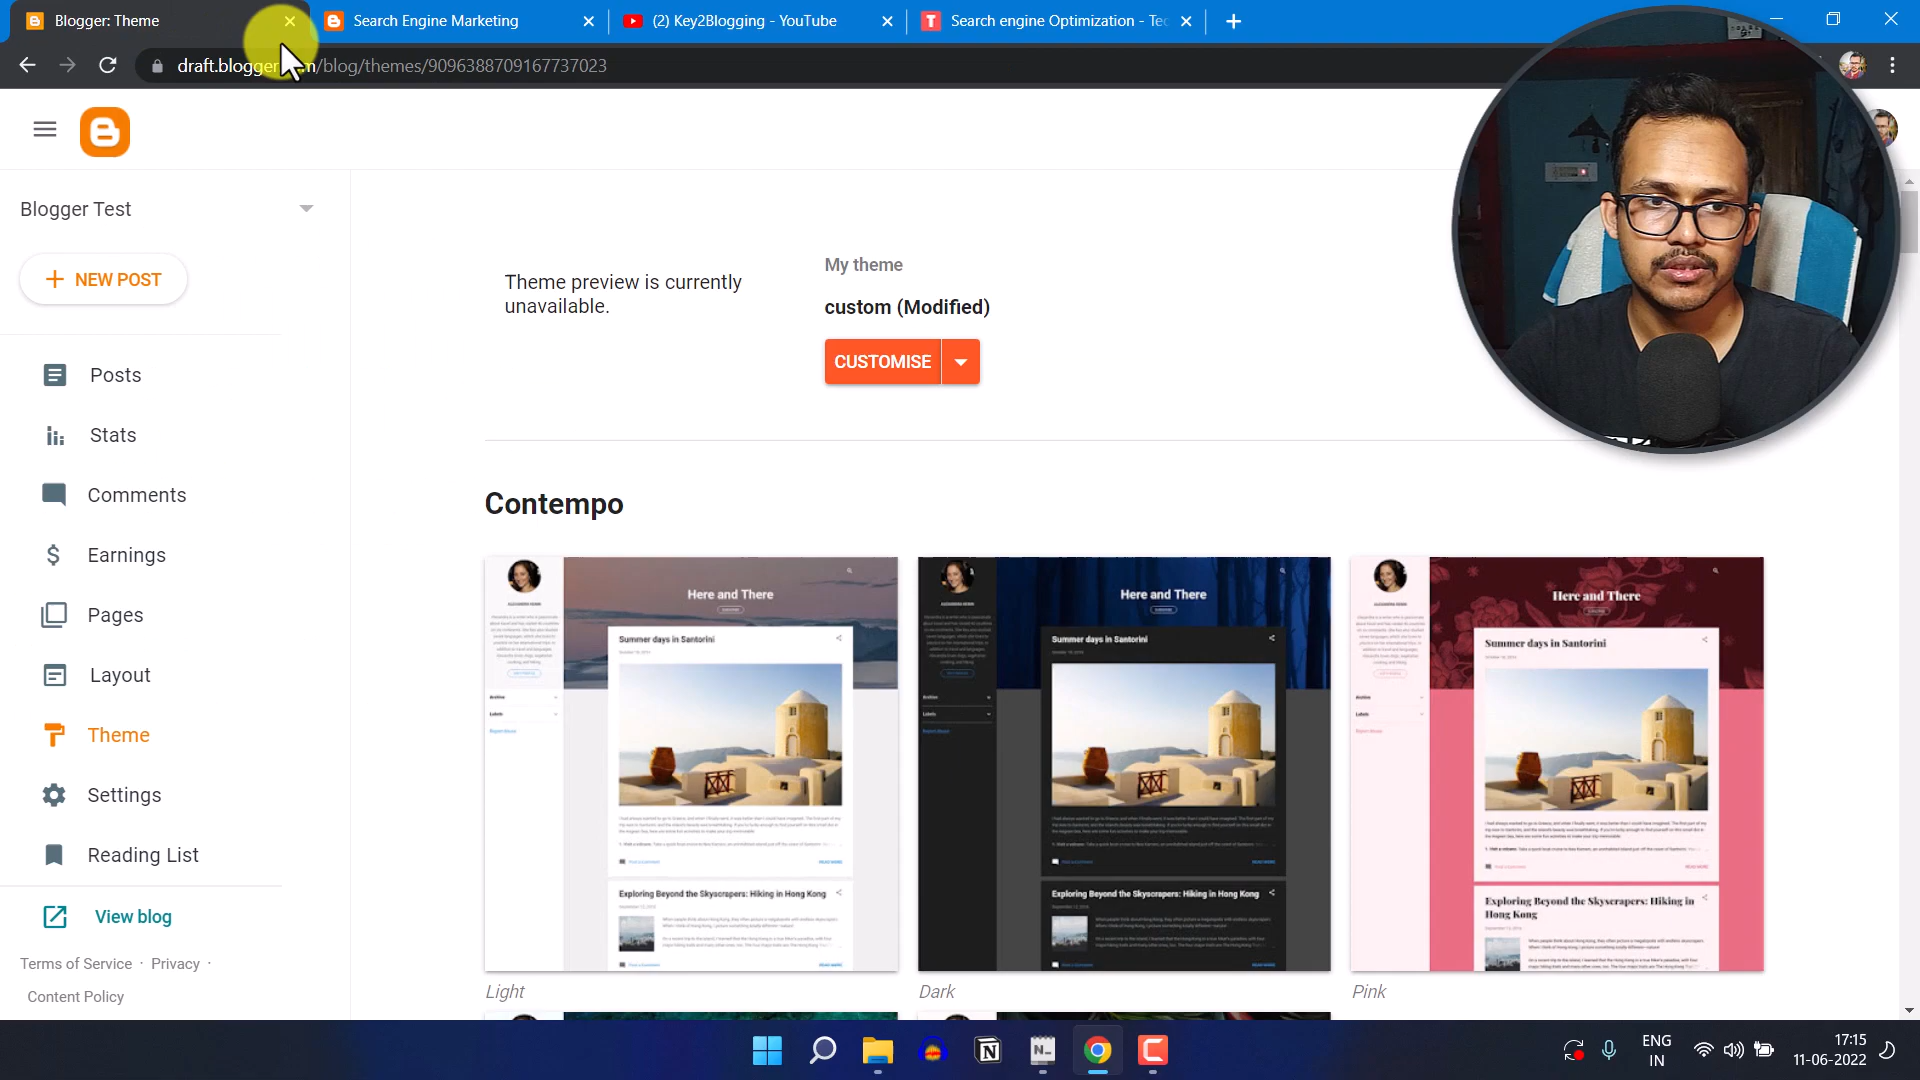 Blogger: Theme
Search Engine Marketing
(2) Key2Blogging - YouTube
Search engine Optimization - Tec
draft.blogger.com/blog/themes/9096388709167737023
Blogger Test
NEW POST
Posts
Stats
Comments
Earnings
Pages
Layout
Theme
Settings
Reading List
View blog
Terms of Service · Privacy ·
Content Policy
Theme preview is currently
unavailable.
My theme
custom (Modified)
CUSTOMISE
Contempo
Here and There
Summer days in Santorini
Exploring Beyond the Skyscrapers: Hiking in Hong Kong
Light
Here and There
Summer days in Santorini
Exploring Beyond the Skyscrapers: Hiking in Hong Kong
Dark
Here and There
Summer days in Santorini
Exploring Beyond the Skyscrapers: Hiking in
Hong Kong
Pink
ENG
IN
17:15
11-06-2022